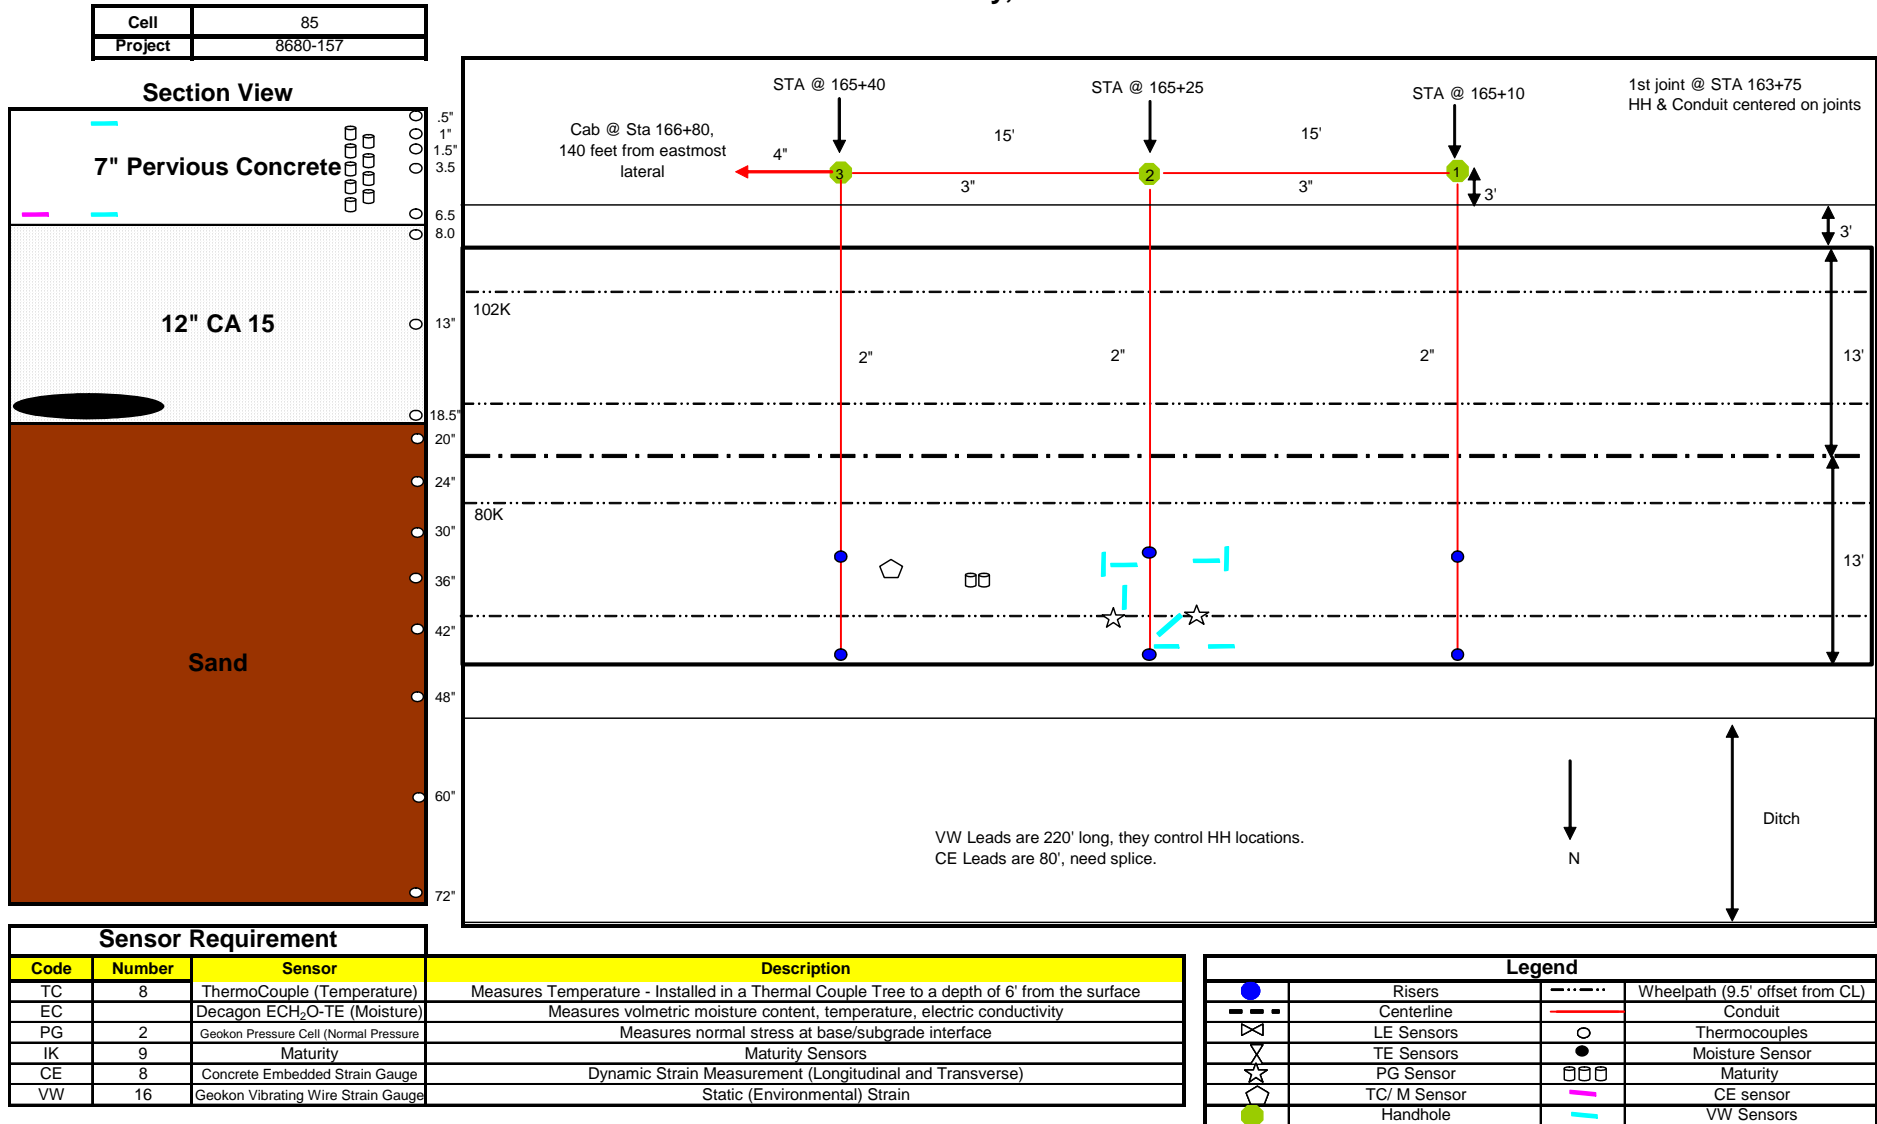 Cell 85
Project 8680-157
Section View
.5"
1"
1.5"
7" Pervious Concrete
3.5
6.5
8.0
12" CA 15
13"
18.5"
20"
24"
30"
36"
42"
Sand
48"
60"
72"
STA @ 165+40
STA @ 165+25
STA @ 165+10
1st joint @ STA 163+75
HH & Conduit centered on joints
Cab @ Sta 166+80,
140 feet from eastmost
lateral
4"
15'
15'
3
2
1
3"
3"
3'
3'
102K
2"
2"
2"
13'
80K
13'
VW Leads are 220' long, they control HH locations.
CE Leads are 80', need splice.
N
Ditch
Sensor Requirement
Code Number Sensor Description
TC 8 ThermoCouple (Temperature) Measures Temperature - Installed in a Thermal Couple Tree to a depth of 6' from the surface
EC Decagon ECH₂O-TE (Moisture) Measures volmetric moisture content, temperature, electric conductivity
PG 2 Geokon Pressure Cell (Normal Pressure Measures normal stress at base/subgrade interface
IK 9 Maturity Maturity Sensors
CE 8 Concrete Embedded Strain Gauge Dynamic Strain Measurement (Longitudinal and Transverse)
VW 16 Geokon Vibrating Wire Strain Gauge Static (Environmental) Strain
Legend
Risers Wheelpath (9.5' offset from CL)
Centerline Conduit
LE Sensors Thermocouples
TE Sensors Moisture Sensor
PG Sensor Maturity
TC/ M Sensor CE sensor
Handhole VW Sensors